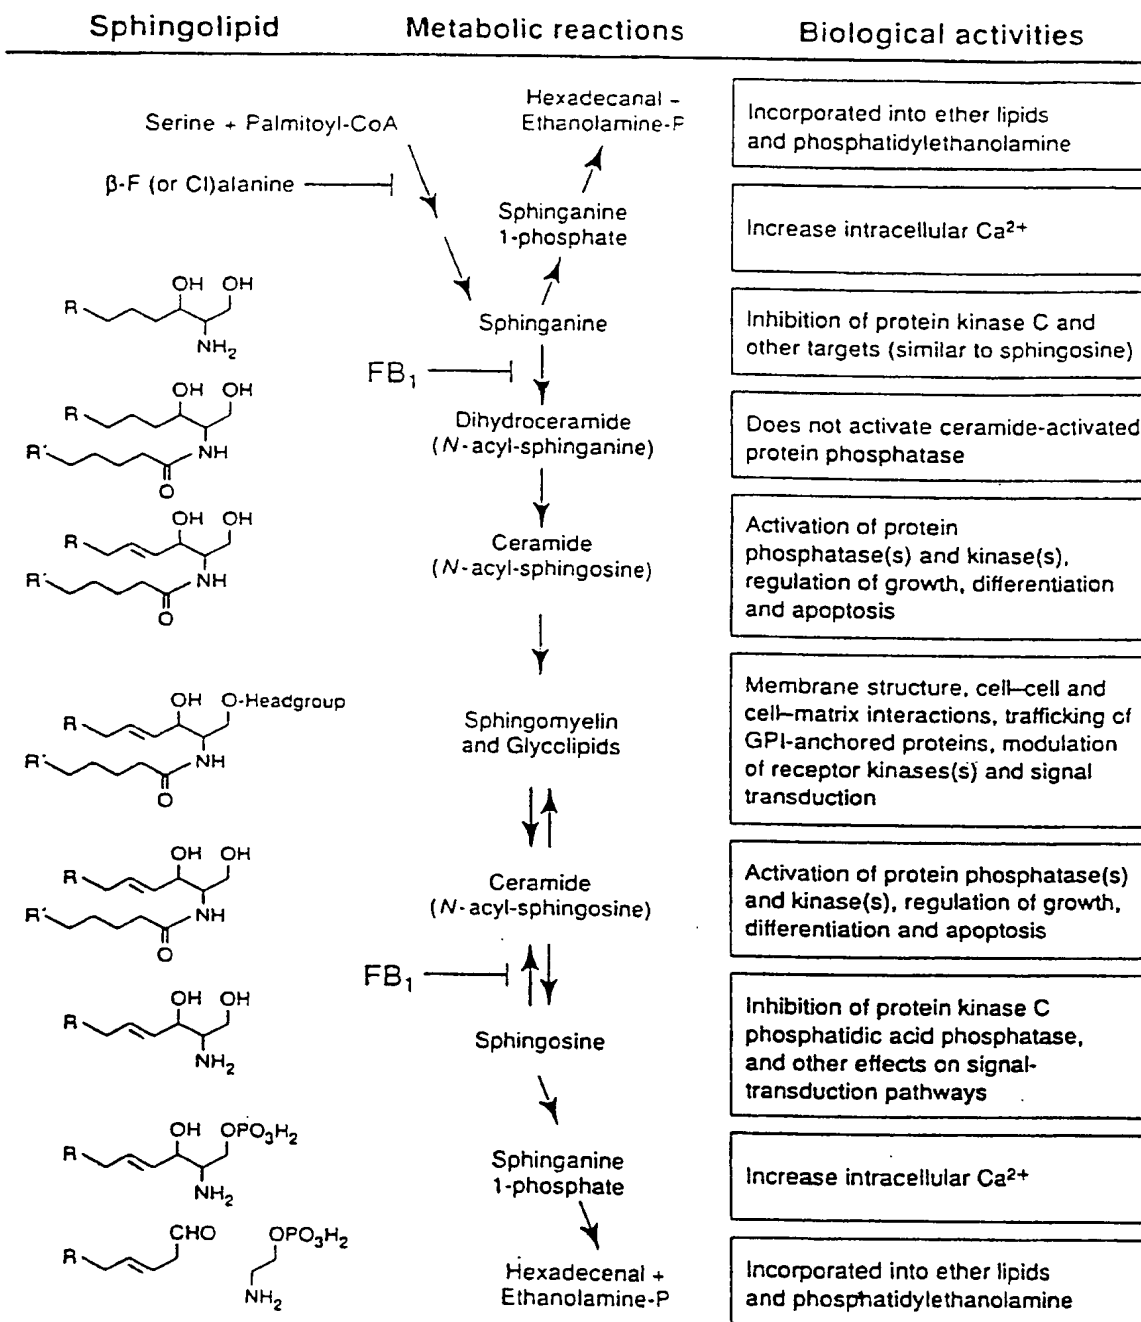 Sphingolipid
Metabolic reactions
Biological activities
Serine + Palmitoyl-CoA
Hexadecanal –
Ethanolamine-P
Incorporated into ether lipids
and phosphatidylethanolamine
β-F (or Cl)alanine
Sphinganine
1-phosphate
Increase intracellular Ca²⁺
R
OH
OH
NH₂
Sphinganine
Inhibition of protein kinase C and
other targets (similar to sphingosine)
FB₁
R
OH
OH
R'
NH
O
Dihydroceramide
(N-acyl-sphinganine)
Does not activate ceramide-activated
protein phosphatase
R
OH
OH
R'
NH
O
Ceramide
(N-acyl-sphingosine)
Activation of protein
phosphatase(s) and kinase(s),
regulation of growth, differentiation
and apoptosis
R
OH
O-Headgroup
R'
NH
O
Sphingomyelin
and Glycolipids
Membrane structure, cell–cell and
cell–matrix interactions, trafficking of
GPI-anchored proteins, modulation
of receptor kinases(s) and signal
transduction
R
OH
OH
R'
NH
O
Ceramide
(N-acyl-sphingosine)
Activation of protein phosphatase(s)
and kinase(s), regulation of growth,
differentiation and apoptosis
FB₁
R
OH
OH
NH₂
Sphingosine
Inhibition of protein kinase C
phosphatidic acid phosphatase,
and other effects on signal-
transduction pathways
R
OH
OPO₃H₂
NH₂
Sphinganine
1-phosphate
Increase intracellular Ca²⁺
R
CHO
OPO₃H₂
NH₂
Hexadecenal +
Ethanolamine-P
Incorporated into ether lipids
and phosphatidylethanolamine